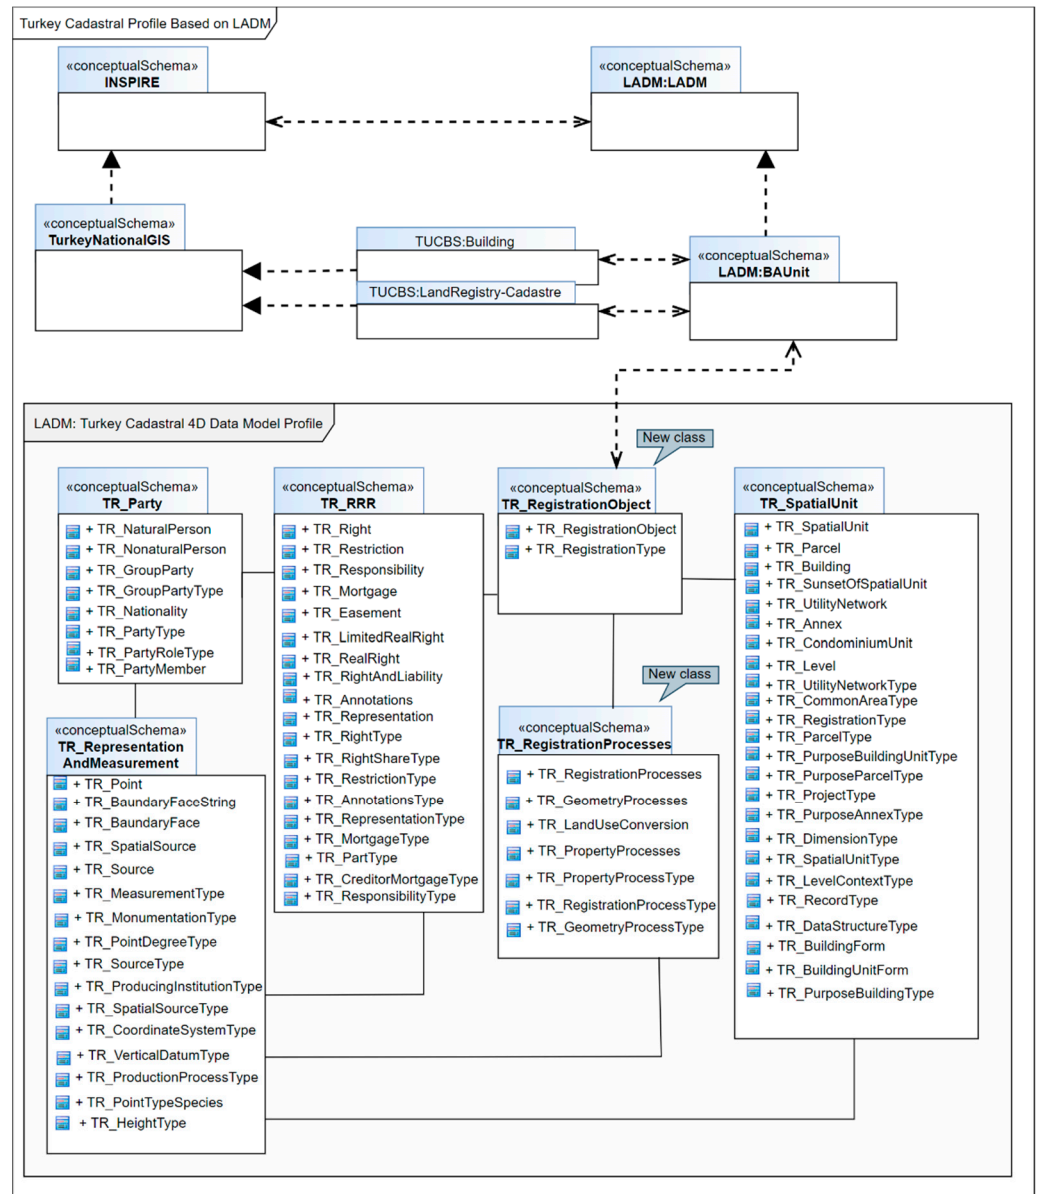 Turkey Cadastral Profile Based on LADM
«conceptualSchema»
INSPIRE
«conceptualSchema»
LADM:LADM
«conceptualSchema»
TurkeyNationalGIS
TUCBS:Building
TUCBS:LandRegistry-Cadastre
«conceptualSchema»
LADM:BAUnit
LADM: Turkey Cadastral 4D Data Model Profile
New class
«conceptualSchema»
TR_Party
+ TR_NaturalPerson
+ TR_NonaturalPerson
+ TR_GroupParty
+ TR_GroupPartyType
+ TR_Nationality
+ TR_PartyType
+ TR_PartyRoleType
+ TR_PartyMember
«conceptualSchema»
TR_RRR
+ TR_Right
+ TR_Restriction
+ TR_Responsibility
+ TR_Mortgage
+ TR_Easement
+ TR_LimitedRealRight
+ TR_RealRight
+ TR_RightAndLiability
+ TR_Annotations
+ TR_Representation
+ TR_RightType
+ TR_RightShareType
+ TR_RestrictionType
+ TR_AnnotationsType
+ TR_RepresentationType
+ TR_MortgageType
+ TR_PartType
+ TR_CreditorMortgageType
+ TR_ResponsibilityType
«conceptualSchema»
TR_RegistrationObject
+ TR_RegistrationObject
+ TR_RegistrationType
«conceptualSchema»
TR_SpatialUnit
+ TR_SpatialUnit
+ TR_Parcel
+ TR_Building
+ TR_SunsetOfSpatialUnit
+ TR_UtilityNetwork
+ TR_Annex
+ TR_CondominiumUnit
+ TR_Level
+ TR_UtilityNetworkType
+ TR_CommonAreaType
+ TR_RegistrationType
+ TR_ParcelType
+ TR_PurposeBuildingUnitType
+ TR_PurposeParcelType
+ TR_ProjectType
+ TR_PurposeAnnexType
+ TR_DimensionType
+ TR_SpatialUnitType
+ TR_LevelContextType
+ TR_RecordType
+ TR_DataStructureType
+ TR_BuildingForm
+ TR_BuildingUnitForm
+ TR_PurposeBuildingType
New class
«conceptualSchema»
TR_RegistrationProcesses
+ TR_RegistrationProcesses
+ TR_GeometryProcesses
+ TR_LandUseConversion
+ TR_PropertyProcesses
+ TR_PropertyProcessType
+ TR_RegistrationProcessType
+ TR_GeometryProcessType
«conceptualSchema»
TR_Representation
AndMeasurement
+ TR_Point
+ TR_BaundaryFaceString
+ TR_BaundaryFace
+ TR_SpatialSource
+ TR_Source
+ TR_MeasurementType
+ TR_MonumentationType
+ TR_PointDegreeType
+ TR_SourceType
+ TR_ProducingInstitutionType
+ TR_SpatialSourceType
+ TR_CoordinateSystemType
+ TR_VerticalDatumType
+ TR_ProductionProcessType
+ TR_PointTypeSpecies
+ TR_HeightType